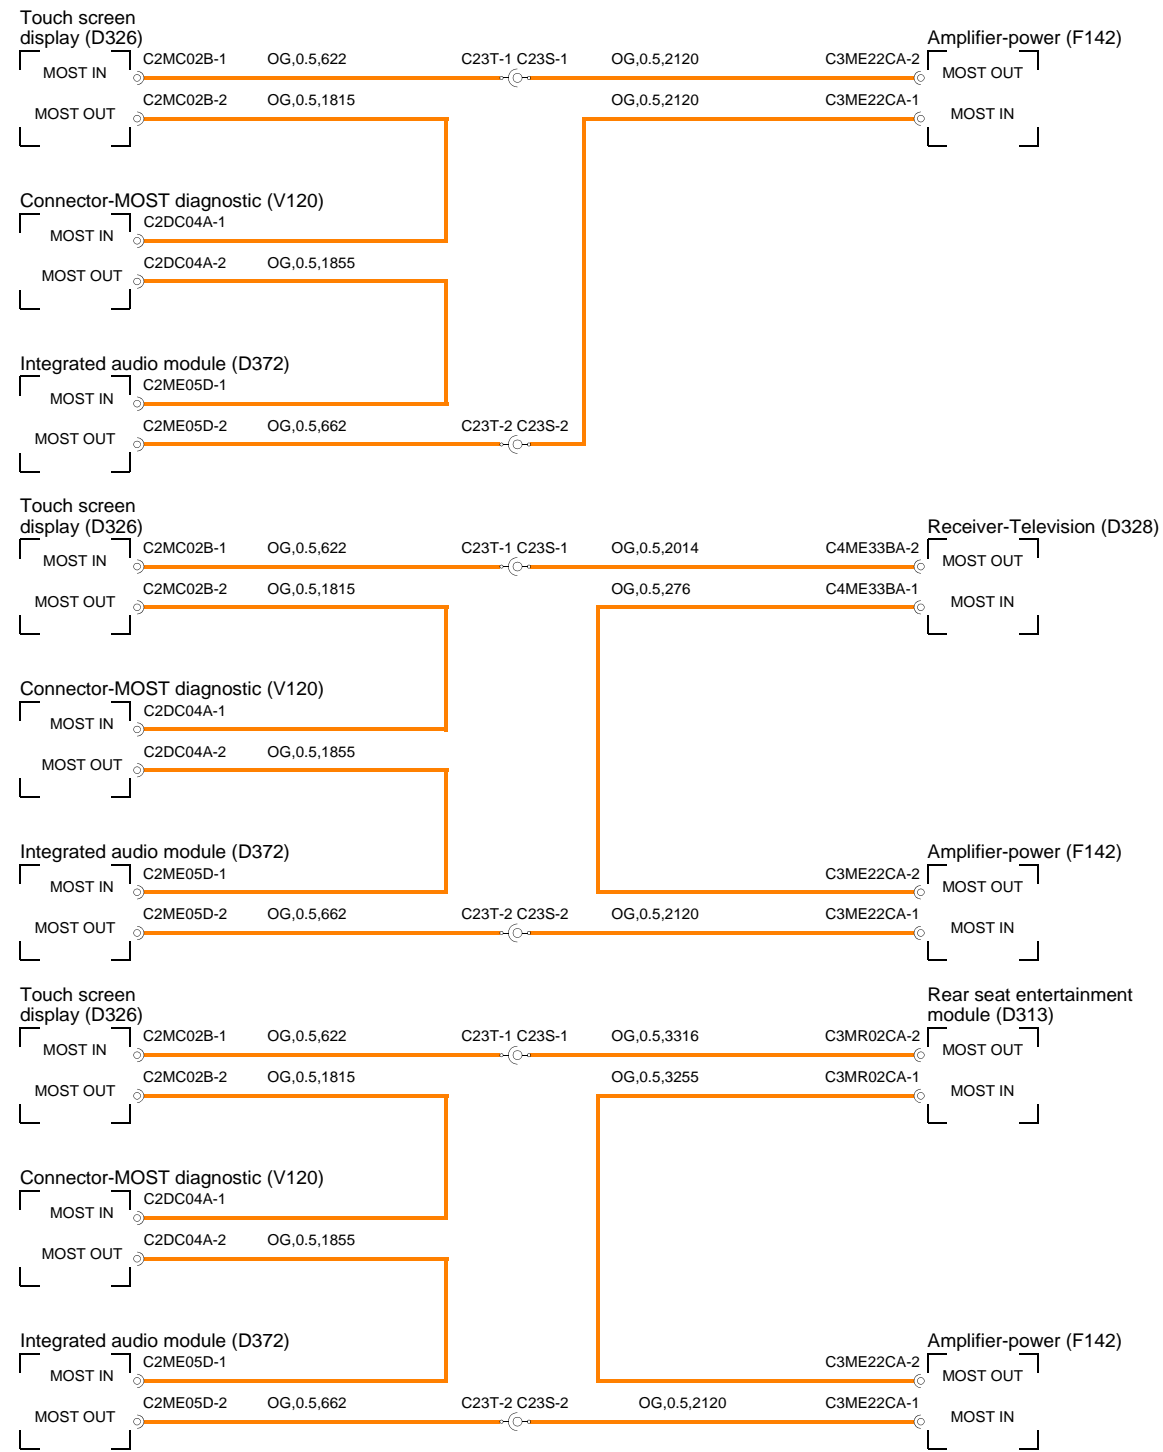 Touch screen
display (D326)
Amplifier-power (F142)
C2MC02B-1 OG,0.5,622 C23T-1 C23S-1 OG,0.5,2120 C3ME22CA-2
MOST IN MOST OUT
C2MC02B-2 OG,0.5,1815 OG,0.5,2120 C3ME22CA-1
MOST OUT MOST IN
Connector-MOST diagnostic (V120)
C2DC04A-1
MOST IN
C2DC04A-2 OG,0.5,1855
MOST OUT
Integrated audio module (D372)
C2ME05D-1
MOST IN
C2ME05D-2 OG,0.5,662 C23T-2 C23S-2
MOST OUT
Touch screen
display (D326) Receiver-Television (D328)
C2MC02B-1 OG,0.5,622 C23T-1 C23S-1 OG,0.5,2014 C4ME33BA-2
MOST IN MOST OUT
C2MC02B-2 OG,0.5,1815 OG,0.5,276 C4ME33BA-1
MOST OUT MOST IN
Connector-MOST diagnostic (V120)
C2DC04A-1
MOST IN
C2DC04A-2 OG,0.5,1855
MOST OUT
Integrated audio module (D372) Amplifier-power (F142)
C2ME05D-1 C3ME22CA-2
MOST IN MOST OUT
C2ME05D-2 OG,0.5,662 C23T-2 C23S-2 OG,0.5,2120 C3ME22CA-1
MOST OUT MOST IN
Touch screen Rear seat entertainment
display (D326) module (D313)
C2MC02B-1 OG,0.5,622 C23T-1 C23S-1 OG,0.5,3316 C3MR02CA-2
MOST IN MOST OUT
C2MC02B-2 OG,0.5,1815 OG,0.5,3255 C3MR02CA-1
MOST OUT MOST IN
Connector-MOST diagnostic (V120)
C2DC04A-1
MOST IN
C2DC04A-2 OG,0.5,1855
MOST OUT
Integrated audio module (D372) Amplifier-power (F142)
C2ME05D-1 C3ME22CA-2
MOST IN MOST OUT
C2ME05D-2 OG,0.5,662 C23T-2 C23S-2 OG,0.5,2120 C3ME22CA-1
MOST OUT MOST IN